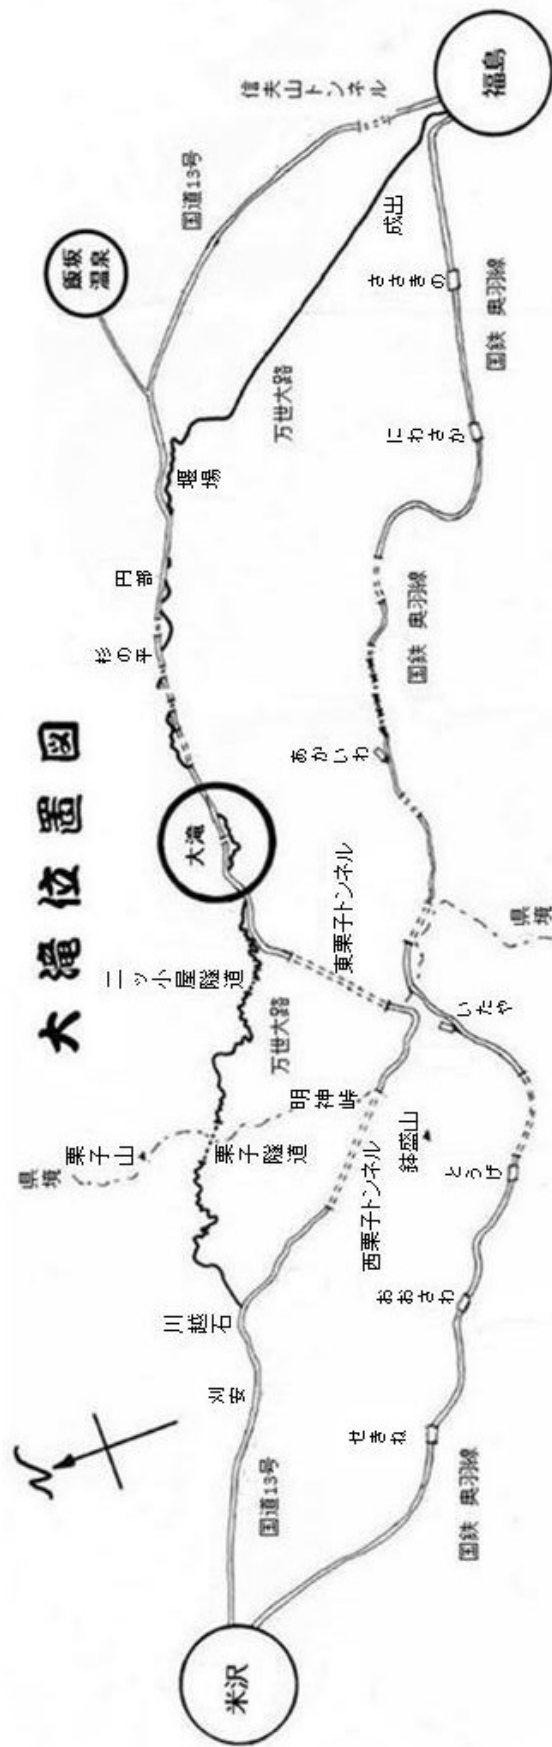 大滝位置図
米沢
福島
飯坂
温泉
大滝
信夫山トンネル
国道13号
成出
ささきの
国鉄 奥羽線
にわさか
万世大路
堰場
円部
杉の平
国鉄 奥羽線
あかいわ
東栗子トンネル
県境
二ッ小屋隧道
万世大路
いたや
明神峠
栗子山
栗子隧道
県境
鉢盛山
とうげ
西栗子トンネル
おおさわ
川越石
刈安
せきね
国道13号
国鉄 奥羽線
N